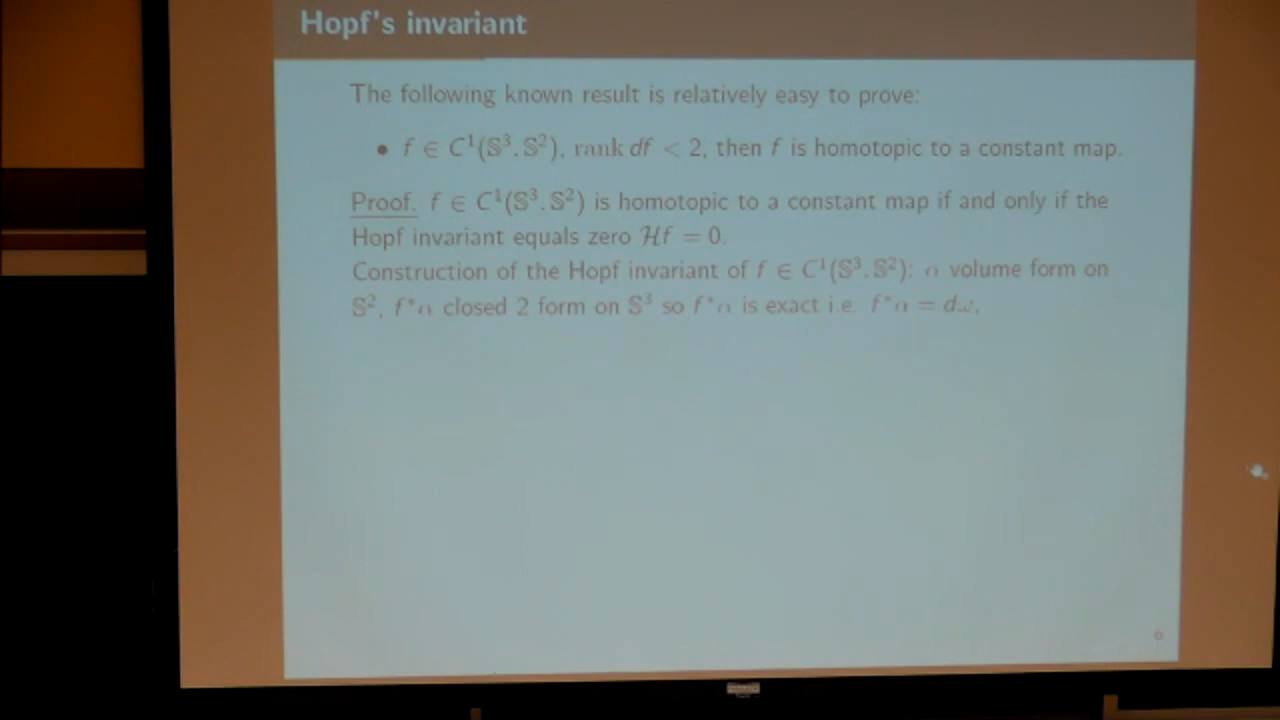 Hopf's invariant
The following known result is relatively easy to prove:
• f ∈ C¹(𝕊³, 𝕊²), rank df < 2, then f is homotopic to a constant map.
Proof. f ∈ C¹(𝕊³, 𝕊²) is homotopic to a constant map if and only if the
Hopf invariant equals zero ℋf = 0.
Construction of the Hopf invariant of f ∈ C¹(𝕊³, 𝕊²): α volume form on
𝕊², f*α closed 2 form on 𝕊³ so f*α is exact i.e. f*α = dω,
6